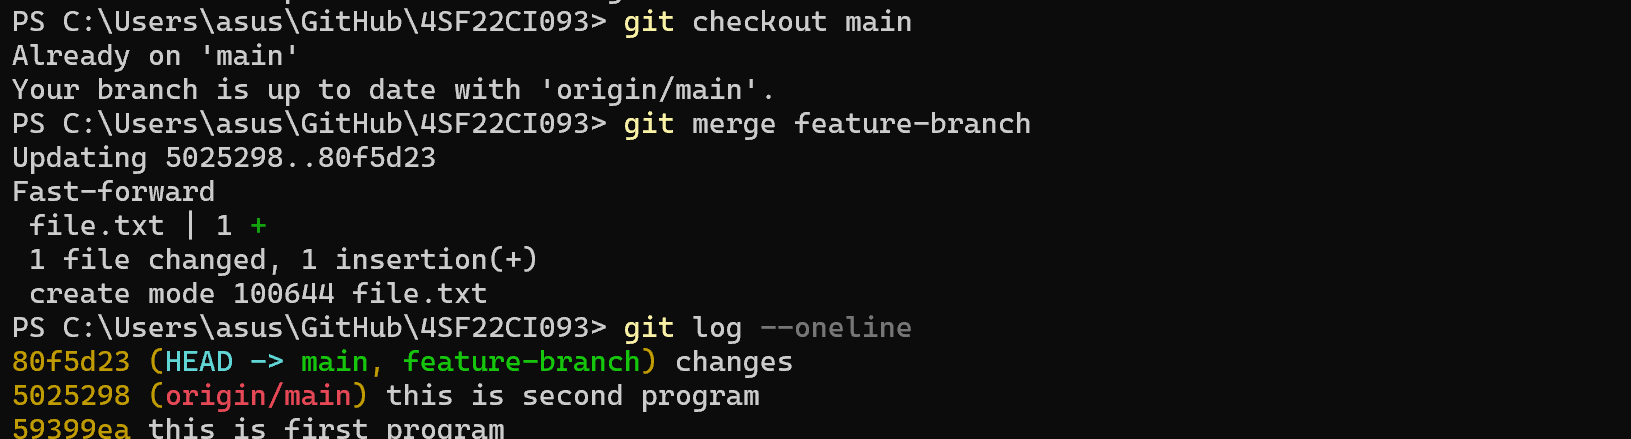 PS C:\Users\asus\GitHub\4SF22CI093> git checkout main
Already on 'main'
Your branch is up to date with 'origin/main'.
PS C:\Users\asus\GitHub\4SF22CI093> git merge feature-branch
Updating 5025298..80f5d23
Fast-forward
 file.txt | 1 +
 1 file changed, 1 insertion(+)
 create mode 100644 file.txt
PS C:\Users\asus\GitHub\4SF22CI093> git log --oneline
80f5d23 (HEAD -> main, feature-branch) changes
5025298 (origin/main) this is second program
59399ea this is first program